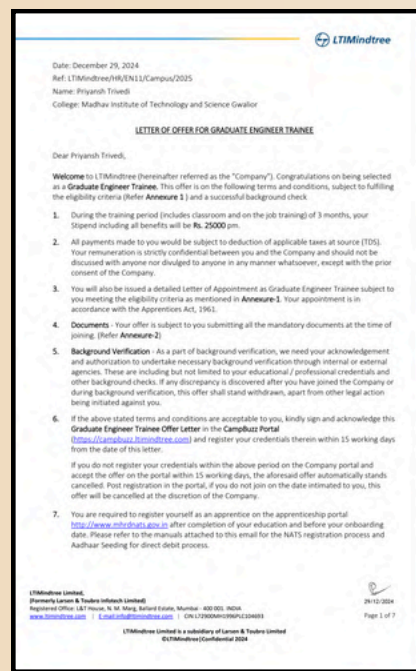 LTIMindtree
Date: December 29, 2024
Ref: LTIMindtree/HR/EN11/Campus/2025
Name: Priyansh Trivedi
College: Madhav Institute of Technology and Science Gwalior
LETTER OF OFFER FOR GRADUATE ENGINEER TRAINEE
Dear Priyansh Trivedi,
Welcome to LTIMindtree (hereinafter referred as the "Company"). Congratulations on being selected
as a Graduate Engineer Trainee. This offer is on the following terms and conditions, subject to fulfilling
the eligibility criteria (Refer Annexure 1 ) and a successful background check
1. During the training period (includes classroom and on the job training) of 3 months, your
Stipend including all benefits will be Rs. 25000 pm.
2. All payments made to you would be subject to deduction of applicable taxes at source (TDS).
Your remuneration is strictly confidential between you and the Company and should not be
discussed with anyone nor divulged to anyone in any manner whatsoever, except with the prior
consent of the Company.
3. You will also be issued a detailed Letter of Appointment as Graduate Engineer Trainee subject to
you meeting the eligibility criteria as mentioned in Annexure-1. Your appointment is in
accordance with the Apprentices Act, 1961.
4. Documents - Your offer is subject to you submitting all the mandatory documents at the time of
joining. (Refer Annexure-2)
5. Background Verification - As a part of background verification, we need your acknowledgement
and authorization to undertake necessary background verification through internal or external
agencies. These are including but not limited to your educational / professional credentials and
other background checks. If any discrepancy is discovered after you have joined the Company or
during background verification, this offer shall stand withdrawn, apart from other legal action
being initiated against you.
6. If the above stated terms and conditions are acceptable to you, kindly sign and acknowledge this
Graduate Engineer Trainee Offer Letter in the CampBuzz Portal
(https://campbuzz.ltimindtree.com) and register your credentials therein within 15 working days
from the date of this letter.
If you do not register your credentials within the above period on the Company portal and
accept the offer on the portal within 15 working days, the aforesaid offer automatically stands
cancelled. Post registration in the portal, if you do not join on the date intimated to you, this
offer will be cancelled at the discretion of the Company.
7. You are required to register yourself as an apprentice on the apprenticeship portal
http://www.mhrdnats.gov.in after completion of your education and before your onboarding
date. Please refer to the manuals attached to this email for the NATS registration process and
Aadhaar Seeding for direct debit process.
LTIMindtree Limited,
(Formerly Larsen & Toubro Infotech Limited)
Registered Office: L&T House, N. M. Marg, Ballard Estate, Mumbai - 400 001. INDIA
www.ltimindtree.com | E-mail:info@ltimindtree.com | CIN L72900MH1996PLC104693
29/12/2024
Page 1 of 7
LTIMindtree Limited is a subsidiary of Larsen & Toubro Limited
©LTIMindtree|Confidential 2024